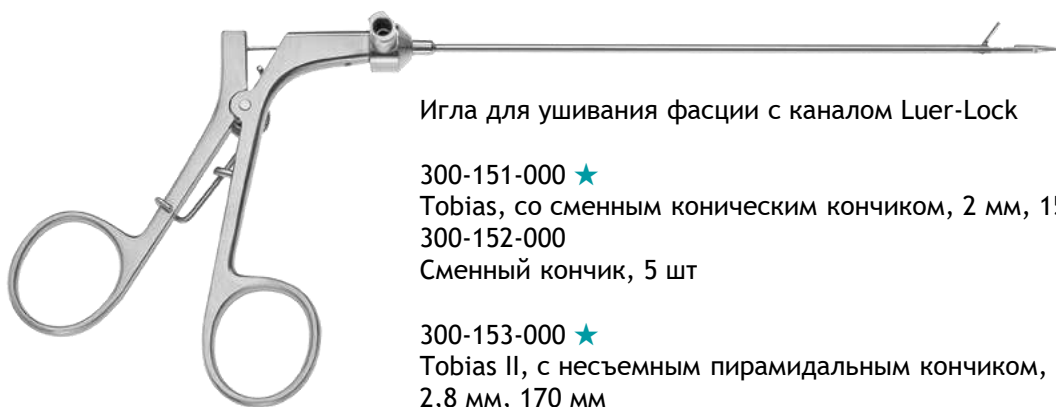 Игла для ушивания фасции с каналом Luer-Lock
300-151-000 ★
Tobias, со сменным коническим кончиком, 2 мм,
300-152-000
Сменный кончик, 5 шт
300-153-000 ★
Tobias II, с несъемным пирамидальным кончиком,
2,8 мм, 170 мм